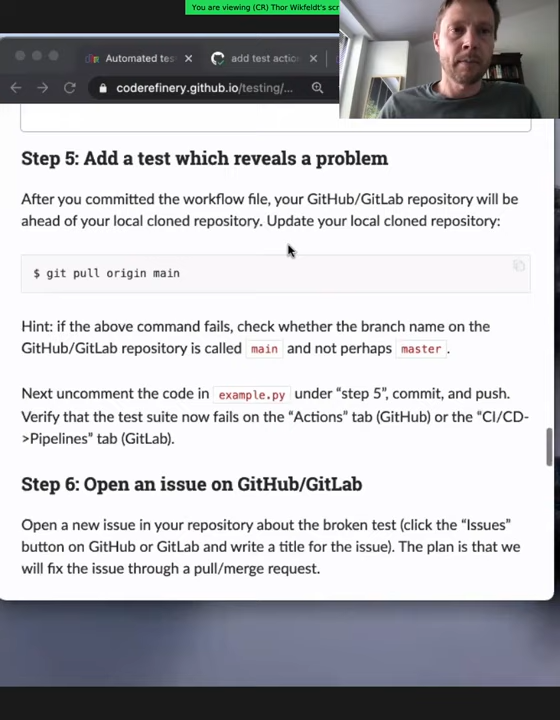 You are viewing (CR) Thor Wikfeldt's scr
Automated tes
add test action
coderefinery.github.io/testing/...
Step 5: Add a test which reveals a problem
After you committed the workflow file, your GitHub/GitLab repository will be
ahead of your local cloned repository. Update your local cloned repository:
$ git pull origin main
Hint: if the above command fails, check whether the branch name on the
GitHub/GitLab repository is called main and not perhaps master.
Next uncomment the code in example.py under “step 5”, commit, and push.
Verify that the test suite now fails on the “Actions” tab (GitHub) or the “CI/CD-
>Pipelines” tab (GitLab).
Step 6: Open an issue on GitHub/GitLab
Open a new issue in your repository about the broken test (click the “Issues”
button on GitHub or GitLab and write a title for the issue). The plan is that we
will fix the issue through a pull/merge request.